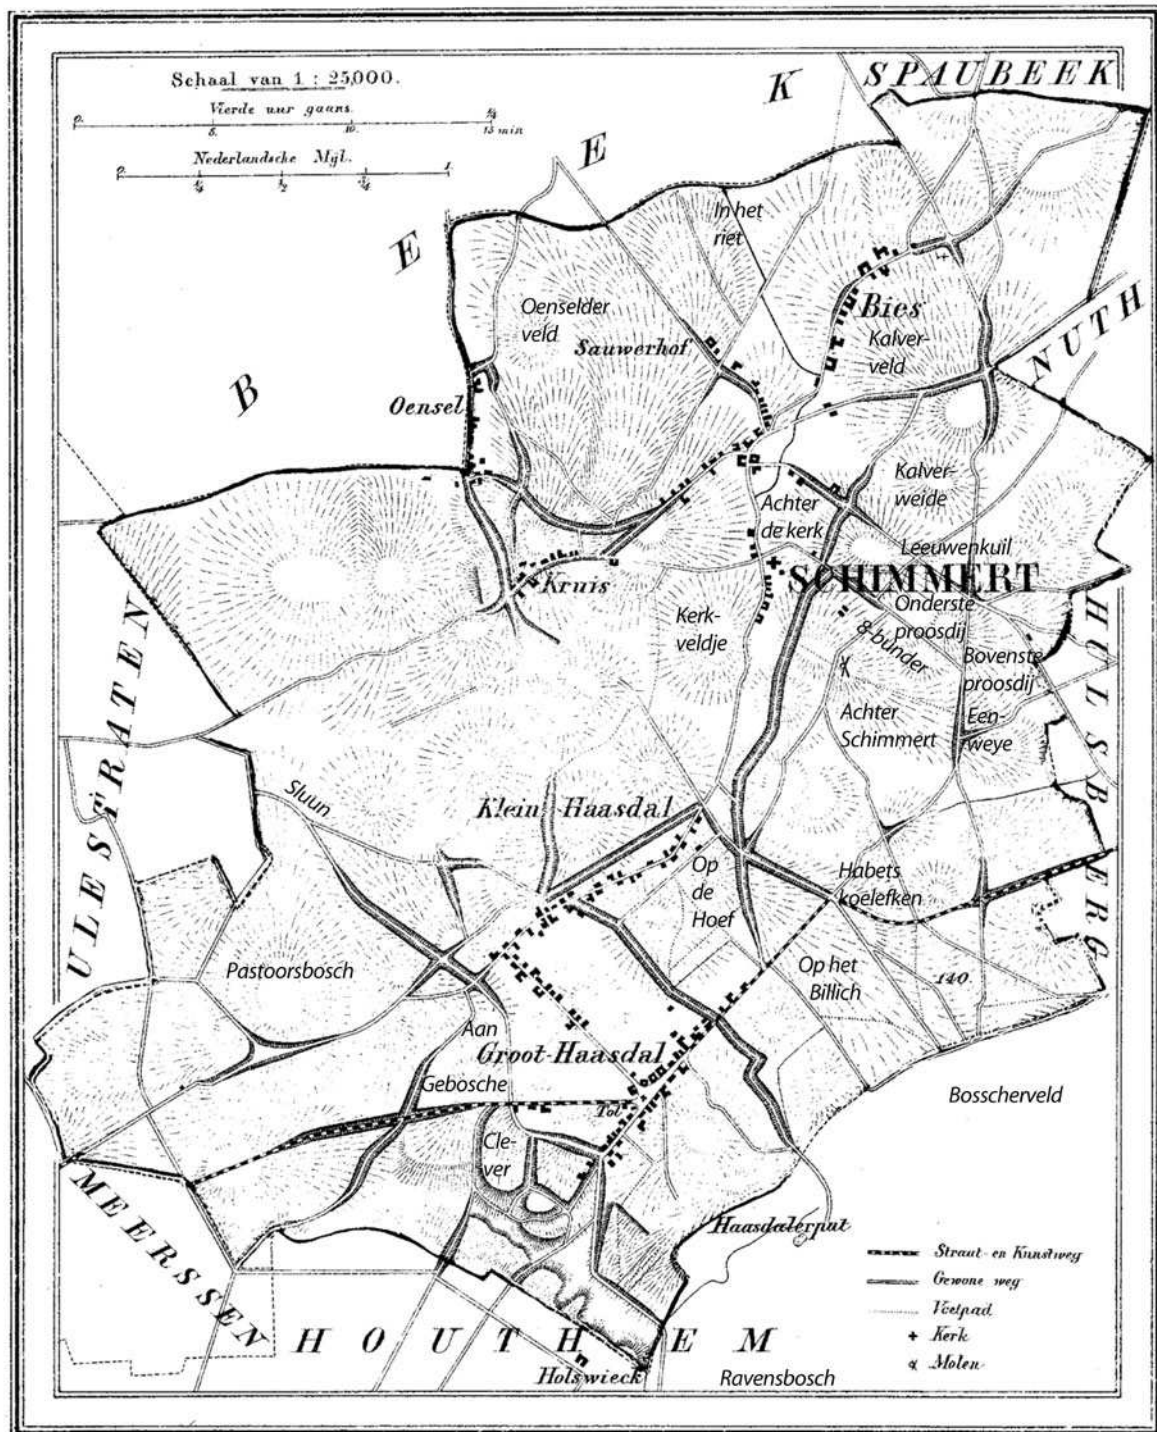 Schaal van 1 : 25,000.
Vierde uur gaans.
0. 5. 10. 15 min
Nederlandsche Mijl.
0. ¼ ½ ¾ 1.
BEEK
SPAUBEEK
NUTH
HULSBERG
ULESTRATEN
MEERSSEN
HOUTHEM
In het
riet
Bies
Kalver-
veld
Oenselder
veld
Sauwerhof
Oensel
Kalver-
weide
Achter
de kerk
Leeuwenkuil
SCHIMMERT
Kruis
Kerk-
veldje
Onderste
proosdij
8-bunder
Bovenste
proosdij
Achter
Schimmert
Een-
weye
Sluun
Klein Haasdal
Op
de
Hoef
Habets
koelefken
Pastoorsbosch
Op het
Billich
140.
Aan
Gebosche
Groot-Haasdal
Tol
Bosscherveld
Cle-
ver
Haasdalerput
Straat- en Kunstweg
Gewone weg
Voetpad
Kerk
Molen
Holswieck
Ravensbosch